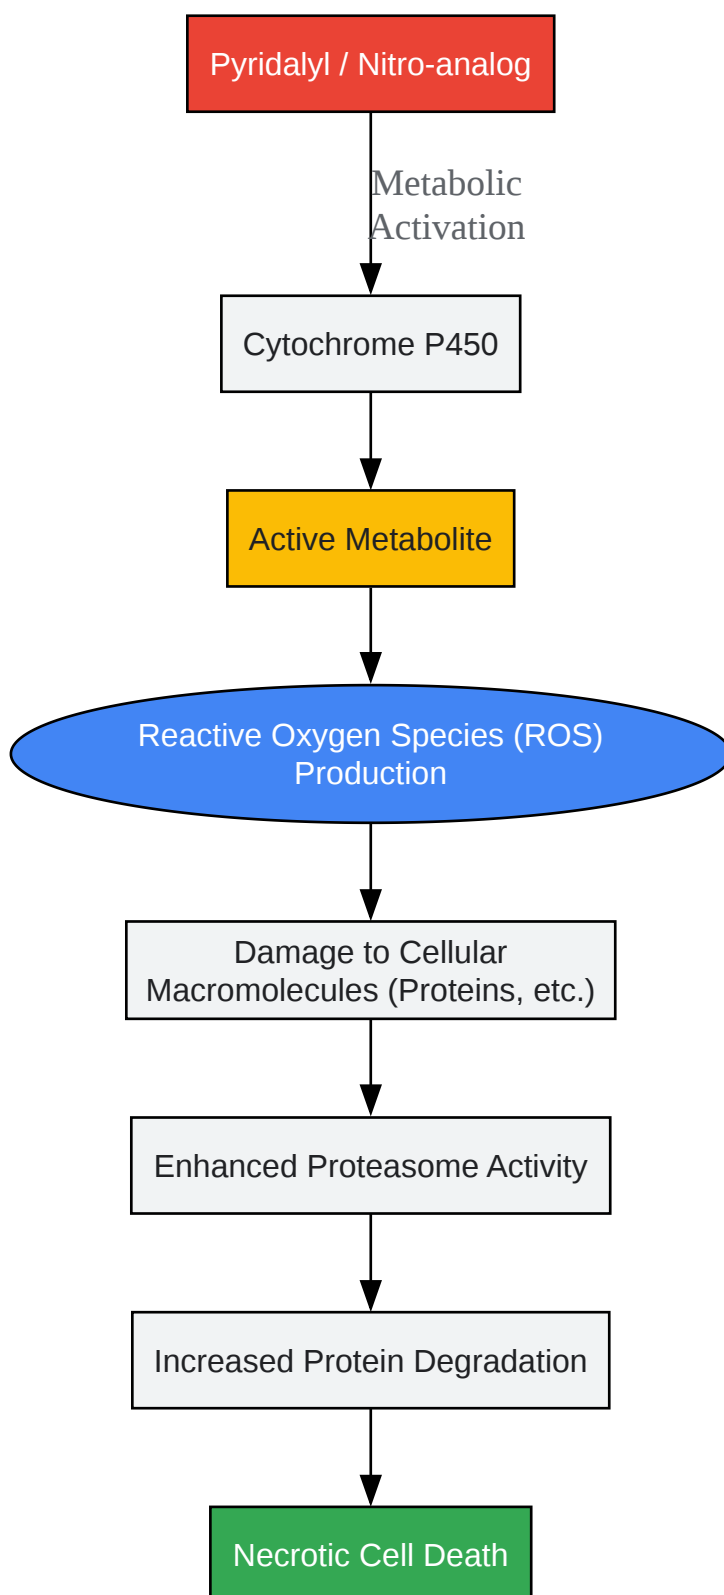 Pyridalyl / Nitro-analog
Metabolic
Activation
Cytochrome P450
Active Metabolite
Reactive Oxygen Species (ROS)
Production
Damage to Cellular
Macromolecules (Proteins, etc.)
Enhanced Proteasome Activity
Increased Protein Degradation
Necrotic Cell Death